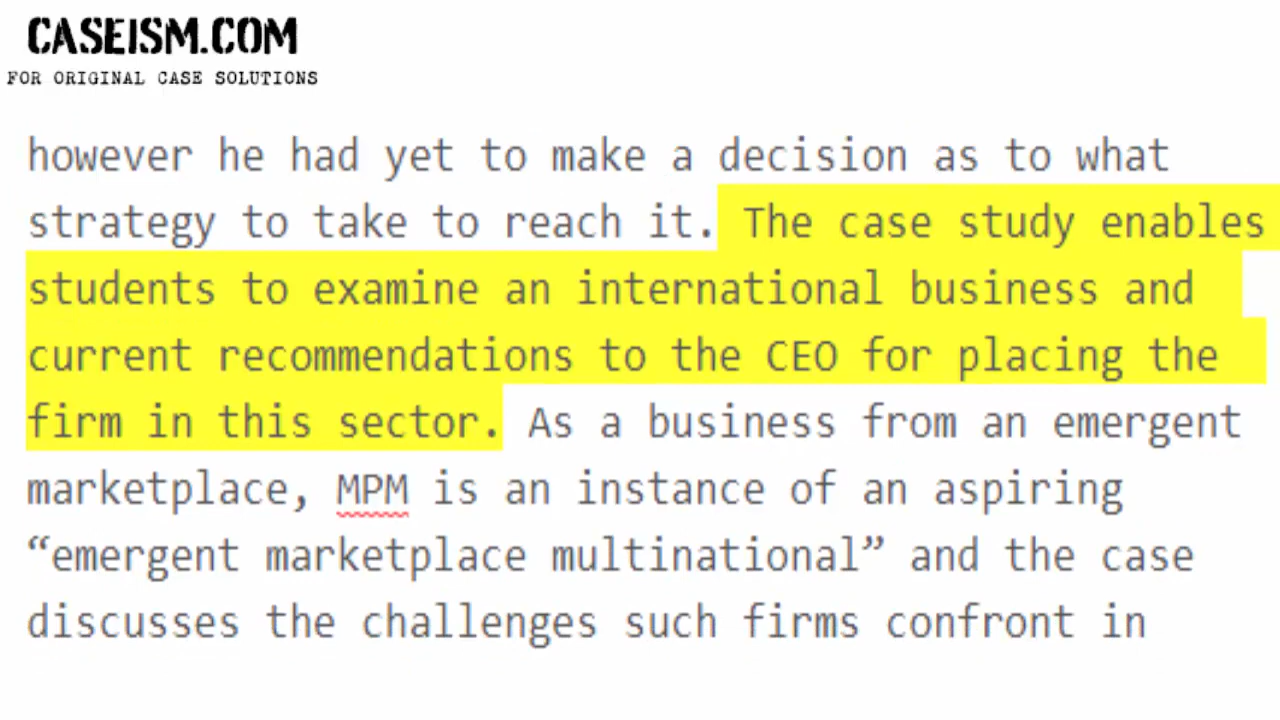 CASEISM.COM
FOR ORIGINAL CASE SOLUTIONS
however he had yet to make a decision as to what
strategy to take to reach it. The case study enables
students to examine an international business and
current recommendations to the CEO for placing the
firm in this sector. As a business from an emergent
marketplace, MPM is an instance of an aspiring
“emergent marketplace multinational” and the case
discusses the challenges such firms confront in